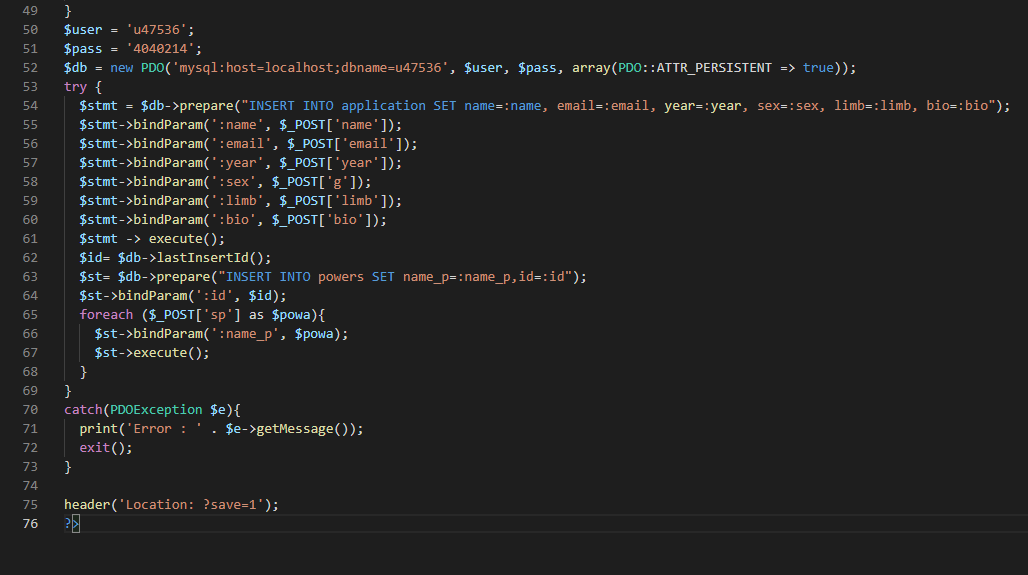 49 }
50 $user = 'u47536';
51 $pass = '4040214';
52 $db = new PDO('mysql:host=localhost;dbname=u47536', $user, $pass, array(PDO::ATTR_PERSISTENT => true));
53 try {
54 $stmt = $db->prepare("INSERT INTO application SET name=:name, email=:email, year=:year, sex=:sex, limb=:limb, bio=:bio");
55 $stmt->bindParam(':name', $_POST['name']);
56 $stmt->bindParam(':email', $_POST['email']);
57 $stmt->bindParam(':year', $_POST['year']);
58 $stmt->bindParam(':sex', $_POST['g']);
59 $stmt->bindParam(':limb', $_POST['limb']);
60 $stmt->bindParam(':bio', $_POST['bio']);
61 $stmt -> execute();
62 $id= $db->lastInsertId();
63 $st= $db->prepare("INSERT INTO powers SET name_p=:name_p,id=:id");
64 $st->bindParam(':id', $id);
65 foreach ($_POST['sp'] as $powa){
66 $st->bindParam(':name_p', $powa);
67 $st->execute();
68 }
69 }
70 catch(PDOException $e){
71 print('Error : ' . $e->getMessage());
72 exit();
73 }
74
75 header('Location: ?save=1');
76 ?>